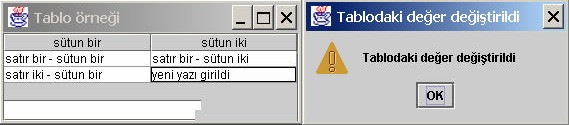 Tablo örneği
sütun bir sütun iki
satır bir - sütun bir satır bir - sütun iki
satır iki - sütun bir yeni yazı girildi
Tablodaki değer değiştirildi
Tablodaki değer değiştirildi
OK